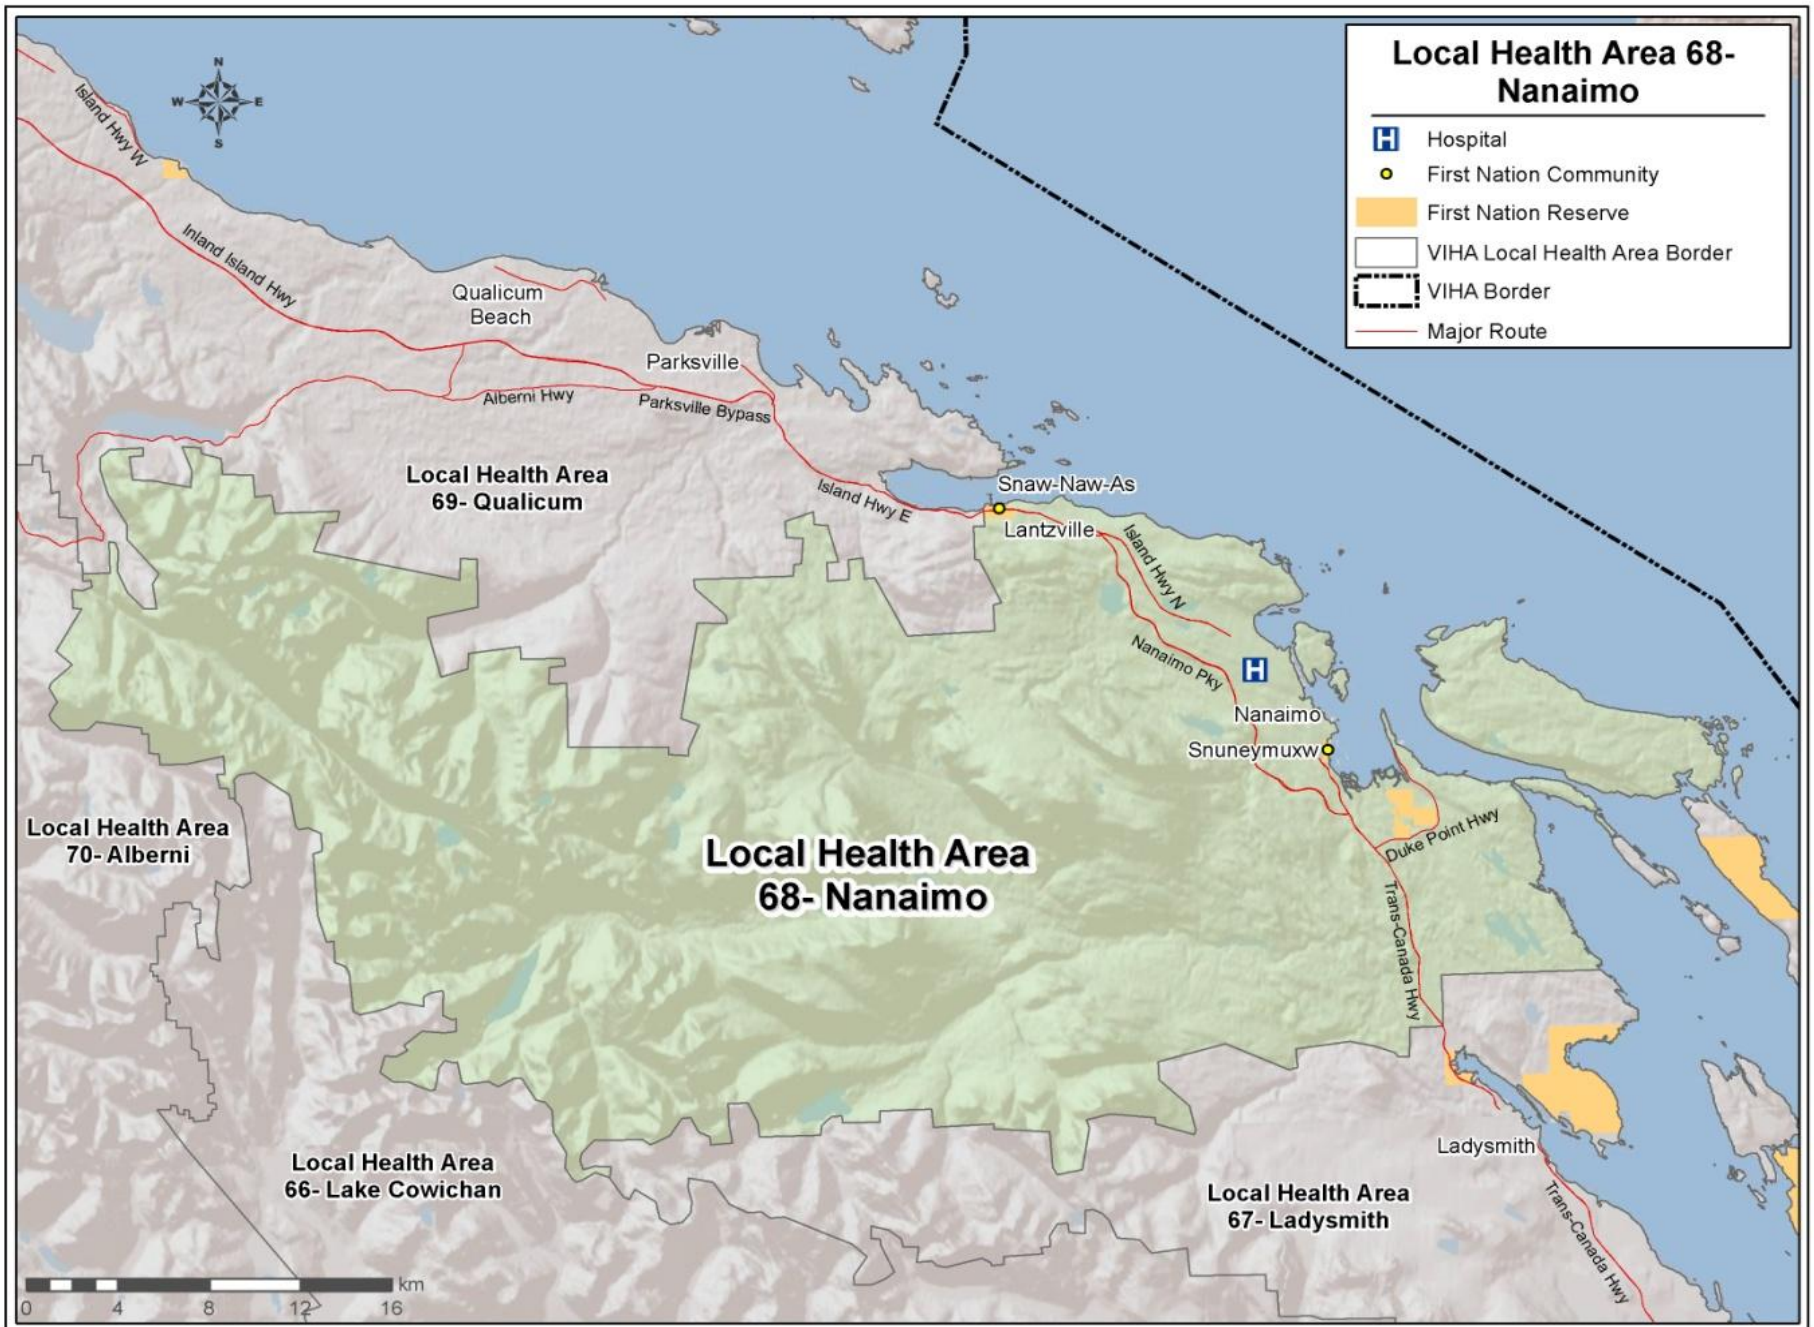 Local Health Area 68-
Nanaimo
Hospital
First Nation Community
First Nation Reserve
VIHA Local Health Area Border
VIHA Border
Major Route
N
W
E
S
Island Hwy W
Inland Island Hwy
Qualicum
Beach
Parksville
Alberni Hwy
Parksville Bypass
Local Health Area
69- Qualicum
Island Hwy E
Snaw-Naw-As
Lantzville
Island Hwy N
Nanaimo Pky
H
H
Nanaimo
Snuneymuxw
Duke Point Hwy
Local Health Area
70- Alberni
Local Health Area
68- Nanaimo
Trans-Canada Hwy
Ladysmith
Local Health Area
66- Lake Cowichan
Local Health Area
67- Ladysmith
Trans-Canada Hwy
km
0 4 8 12 16